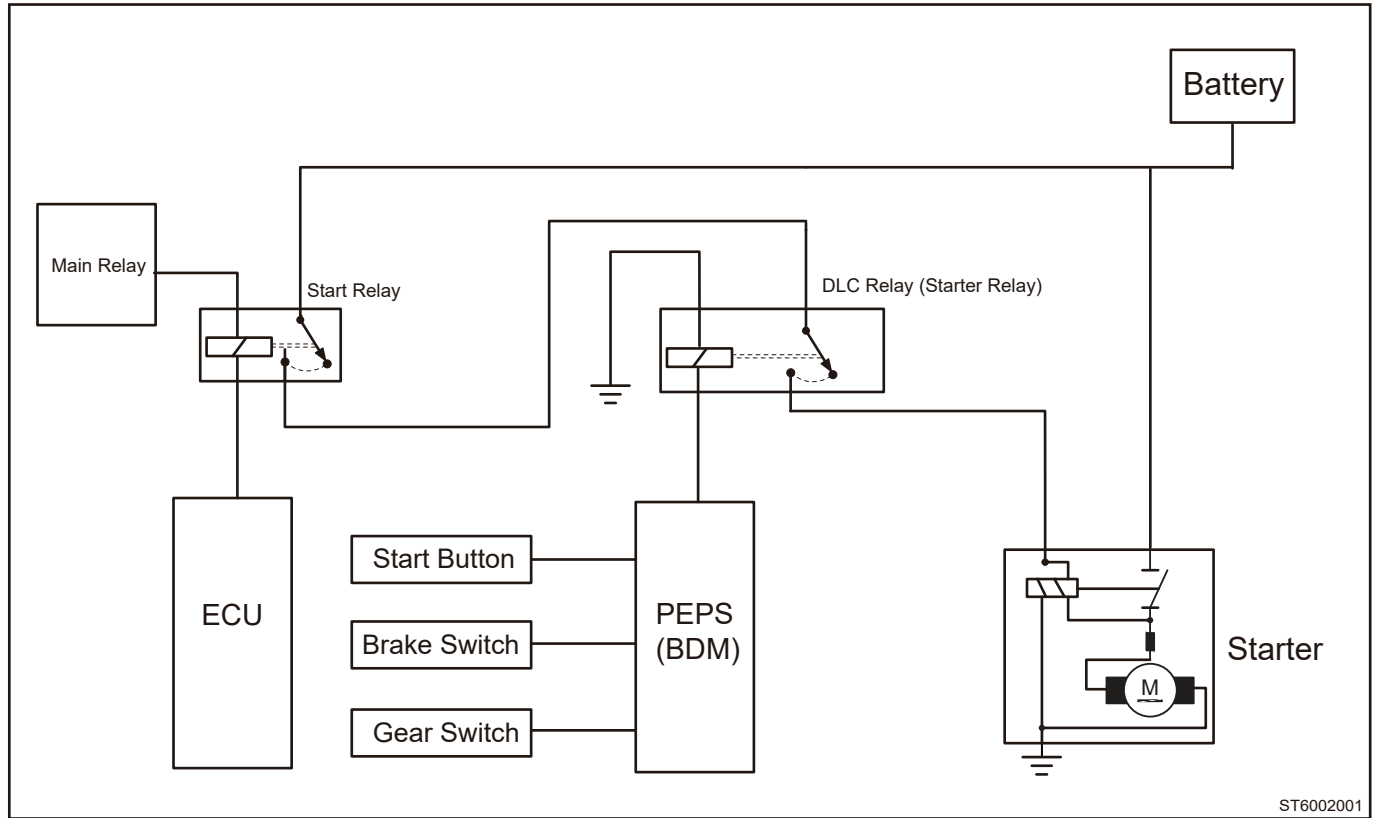 Battery
Main Relay
Start Relay
DLC Relay (Starter Relay)
ECU
Start Button
Brake Switch
Gear Switch
PEPS
(BDM)
M
Starter
ST6002001